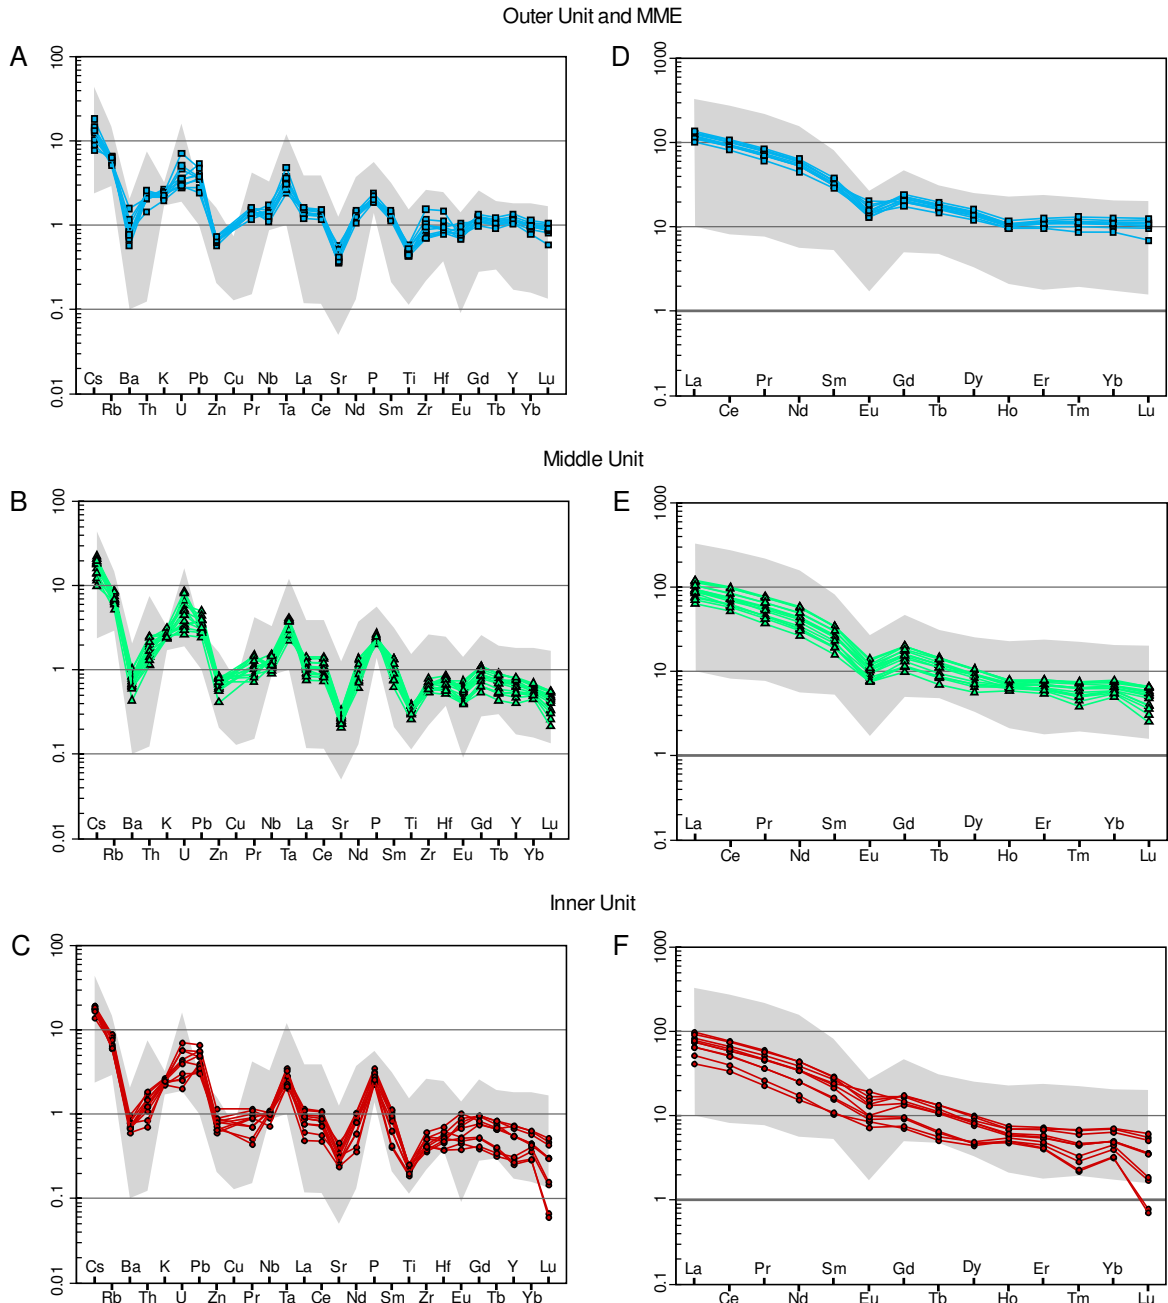 Outer Unit and MME
A
100
10
1
0.1
0.01
Cs Ba K Pb Cu Nb La Sr P Ti Hf Gd Y Lu
Rb Th U Zn Pr Ta Ce Nd Sm Zr Eu Tb Yb
D
1000
100
10
1
0.1
La Pr Sm Gd Dy Er Yb
Ce Nd Eu Tb Ho Tm Lu
Middle Unit
B
100
10
1
0.1
0.01
Cs Ba K Pb Cu Nb La Sr P Ti Hf Gd Y Lu
Rb Th U Zn Pr Ta Ce Nd Sm Zr Eu Tb Yb
E
1000
100
10
1
0.1
La Pr Sm Gd Dy Er Yb
Ce Nd Eu Tb Ho Tm Lu
Inner Unit
C
100
10
1
0.1
0.01
Cs Ba K Pb Cu Nb La Sr P Ti Hf Gd Y Lu
Rb Th U Zn Pr Ta Ce Nd Sm Zr Eu Tb Yb
F
1000
100
10
1
0.1
La Pr Sm Gd Dy Er Yb
Ce Nd Eu Tb Ho Tm Lu